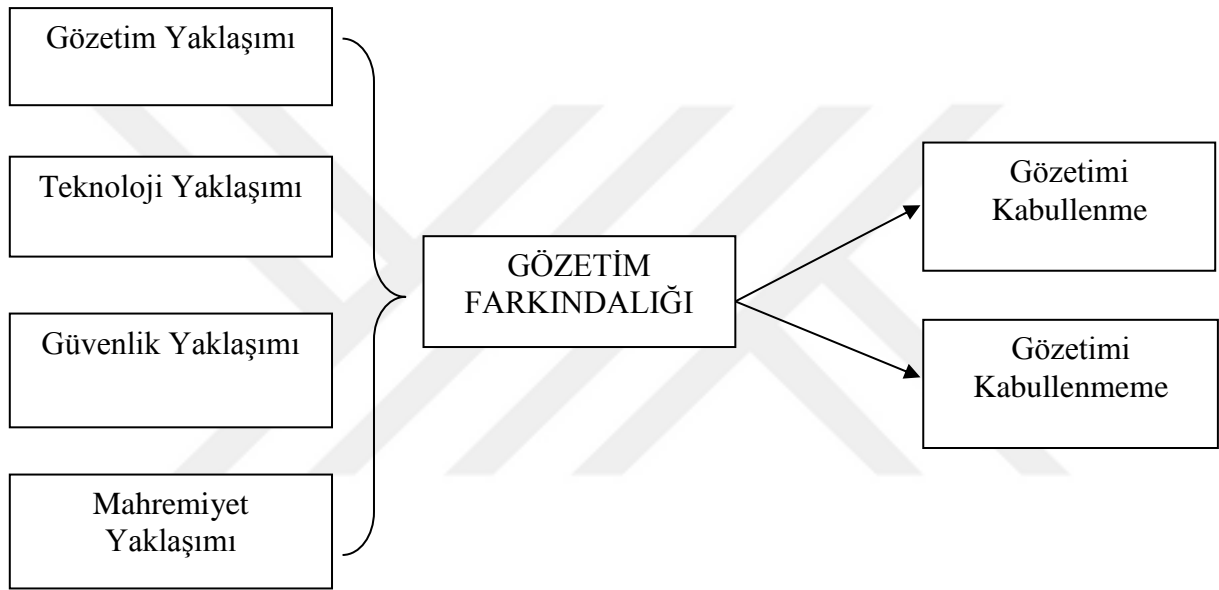 Gözetim Yaklaşımı
Teknoloji Yaklaşımı
Güvenlik Yaklaşımı
Mahremiyet
Yaklaşımı
GÖZETİM
FARKINDALIĞI
Gözetimi
Kabullenme
Gözetimi
Kabullenmeme